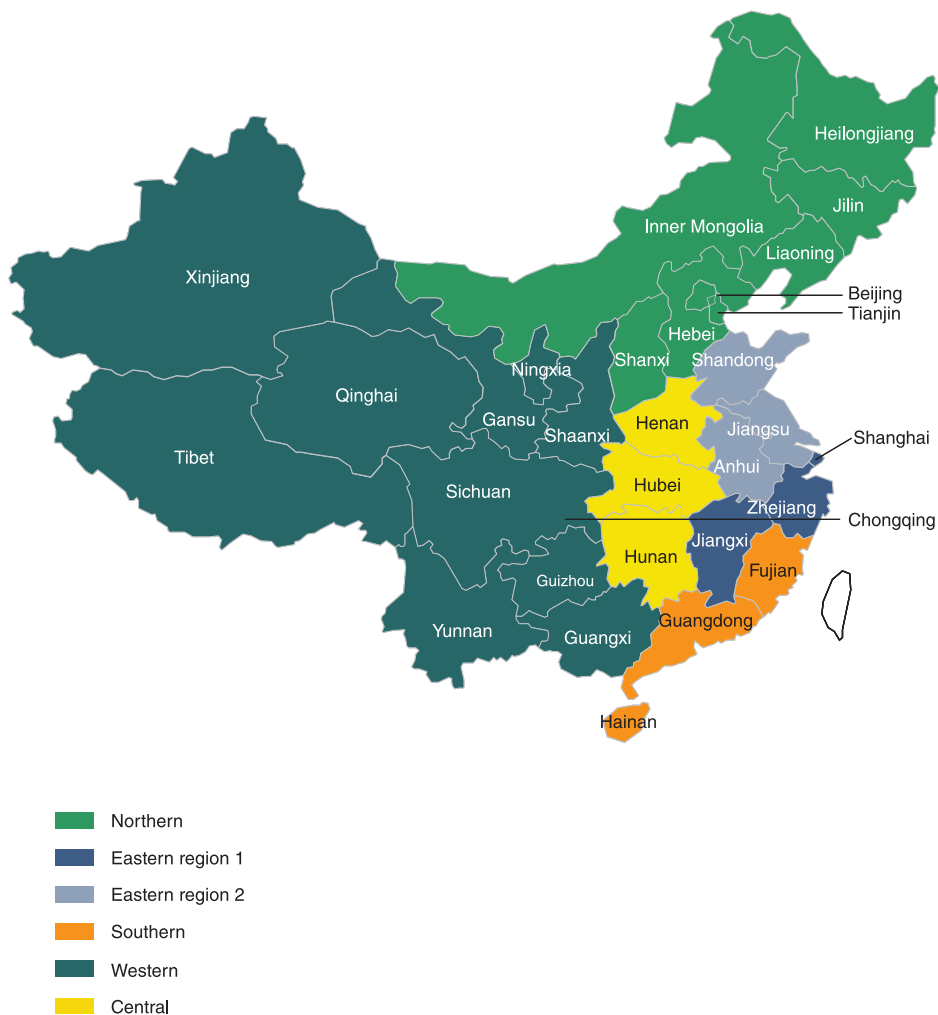 Heilongjiang
Jilin
Inner Mongolia
Liaoning
Xinjiang
Beijing
Tianjin
Hebei
Shanxi
Shandong
Ningxia
Qinghai
Gansu
Henan
Jiangsu
Shaanxi
Shanghai
Tibet
Anhui
Hubei
Sichuan
Zhejiang
Chongqing
Jiangxi
Hunan
Fujian
Guizhou
Guangdong
Yunnan
Guangxi
Hainan
Northern
Eastern region 1
Eastern region 2
Southern
Western
Central